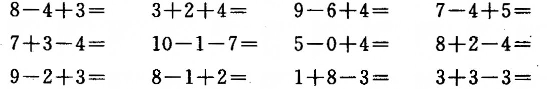 8−4+3= 3+2+4= 9−6+4= 7−4+5=
7+3−4= 10−1−7= 5−0+4= 8+2−4=
9−2+3= 8−1+2= 1+8−3= 3+3−3=